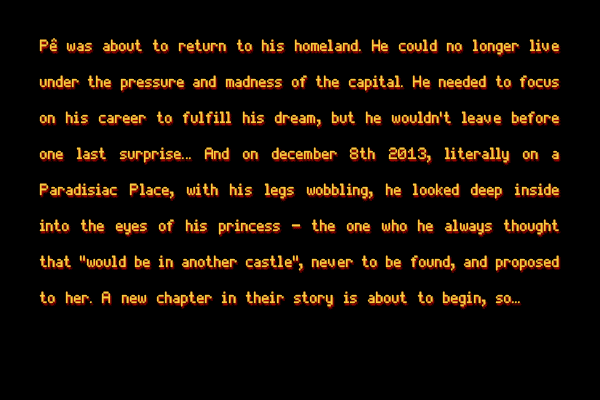 Pê was about to return to his homeland. He could no longer live
under the pressure and madness of the capital. He needed to focus
on his career to fulfill his dream, but he wouldn't leave before
one last surprise... And on december 8th 2013, literally on a
Paradisiac Place, with his legs wobbling, he looked deep inside
into the eyes of his princess - the one who he always thought
that "would be in another castle", never to be found, and proposed
to her. A new chapter in their story is about to begin, so...